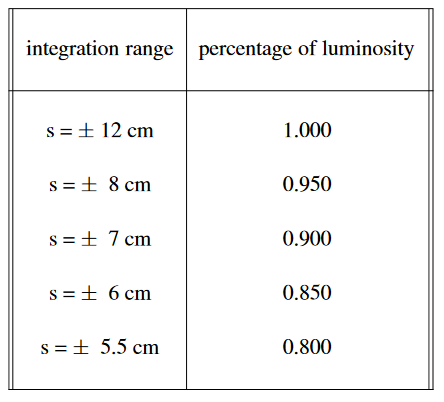 integration range percentage of luminosity
s = ± 12 cm 1.000
s = ± 8 cm 0.950
s = ± 7 cm 0.900
s = ± 6 cm 0.850
s = ± 5.5 cm 0.800